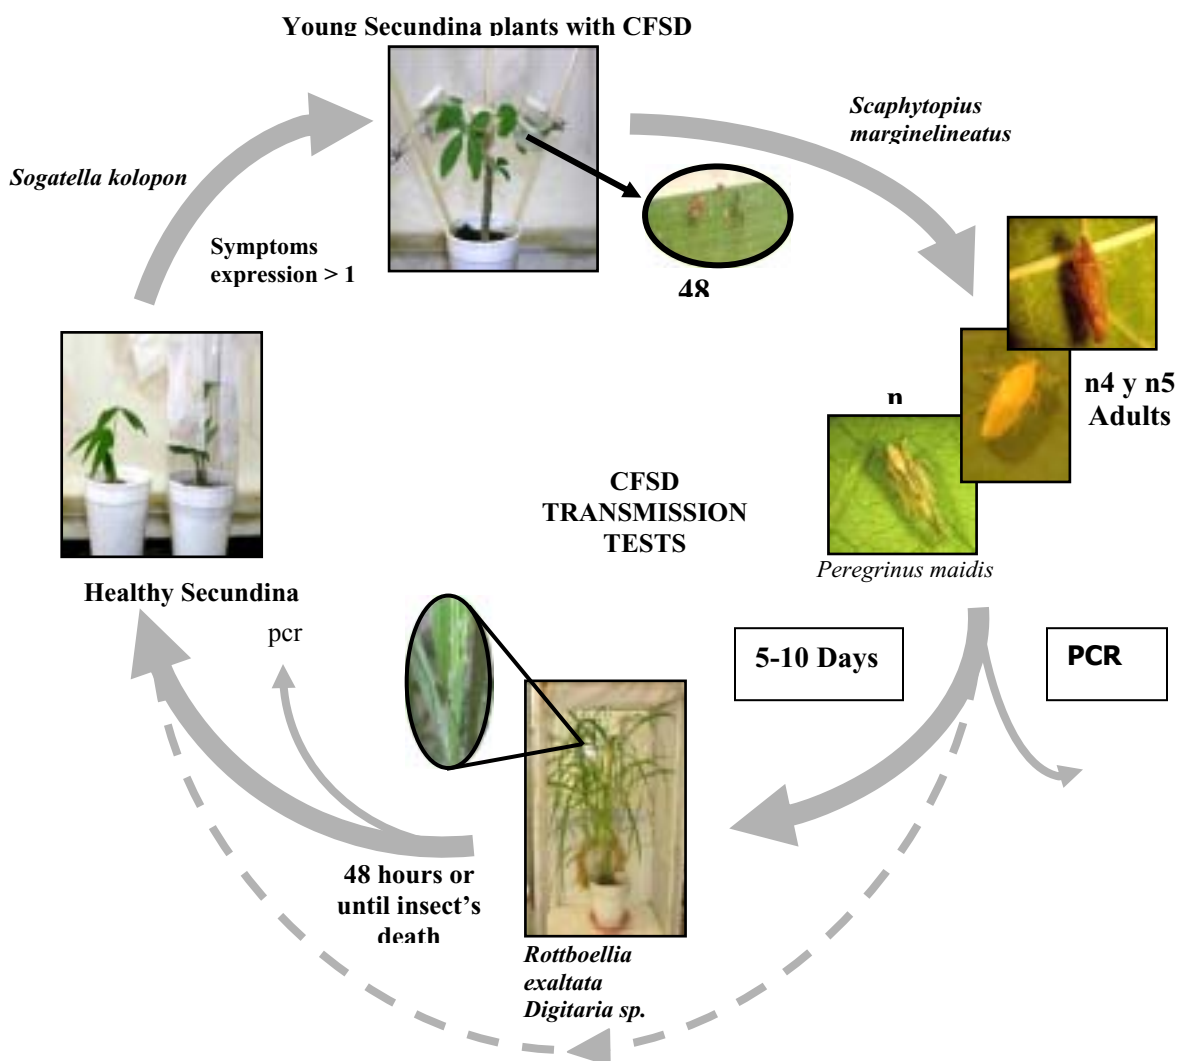 Young Secundina plants with CFSD
Scaphytopius
marginelineatus
Sogatella kolopon
Symptoms
expression > 1
48
n4 y n5
Adults
n
CFSD
TRANSMISSION
TESTS
Peregrinus maidis
Healthy Secundina
pcr
5-10 Days
PCR
48 hours or
until insect's
death
Rottboellia
exaltata
Digitaria sp.